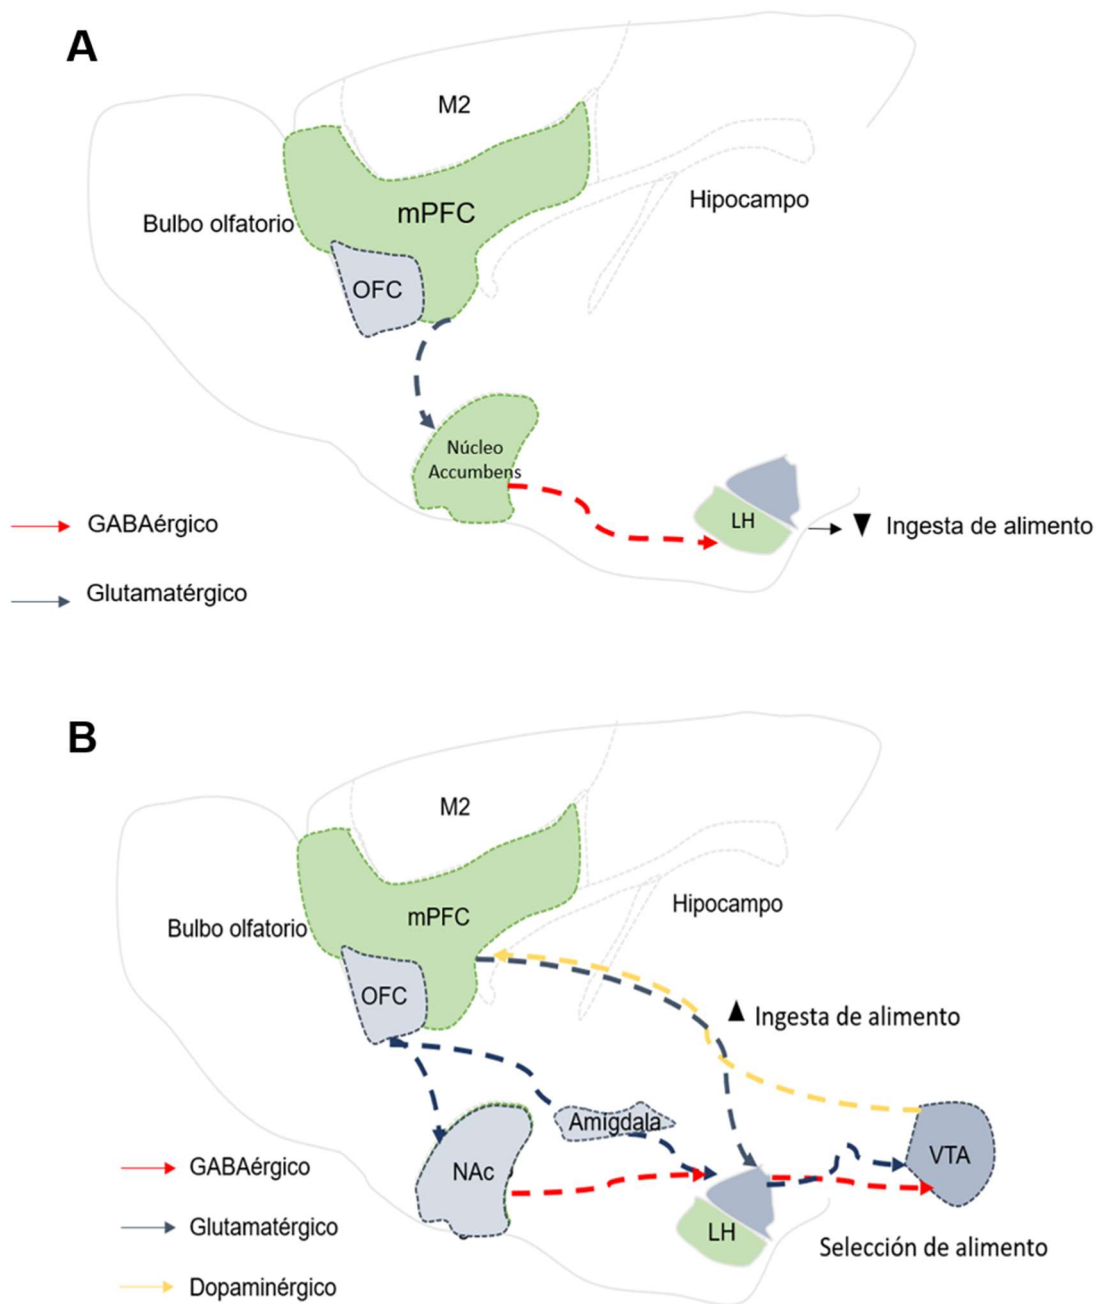 A
M2
mPFC
Hipocampo
Bulbo olfatorio
OFC
Núcleo
Accumbens
LH
Ingesta de alimento
GABAérgico
Glutamatérgico
B
M2
mPFC
Hipocampo
Bulbo olfatorio
OFC
Ingesta de alimento
Amigdala
VTA
NAc
GABAérgico
LH
Glutamatérgico
Selección de alimento
Dopaminérgico